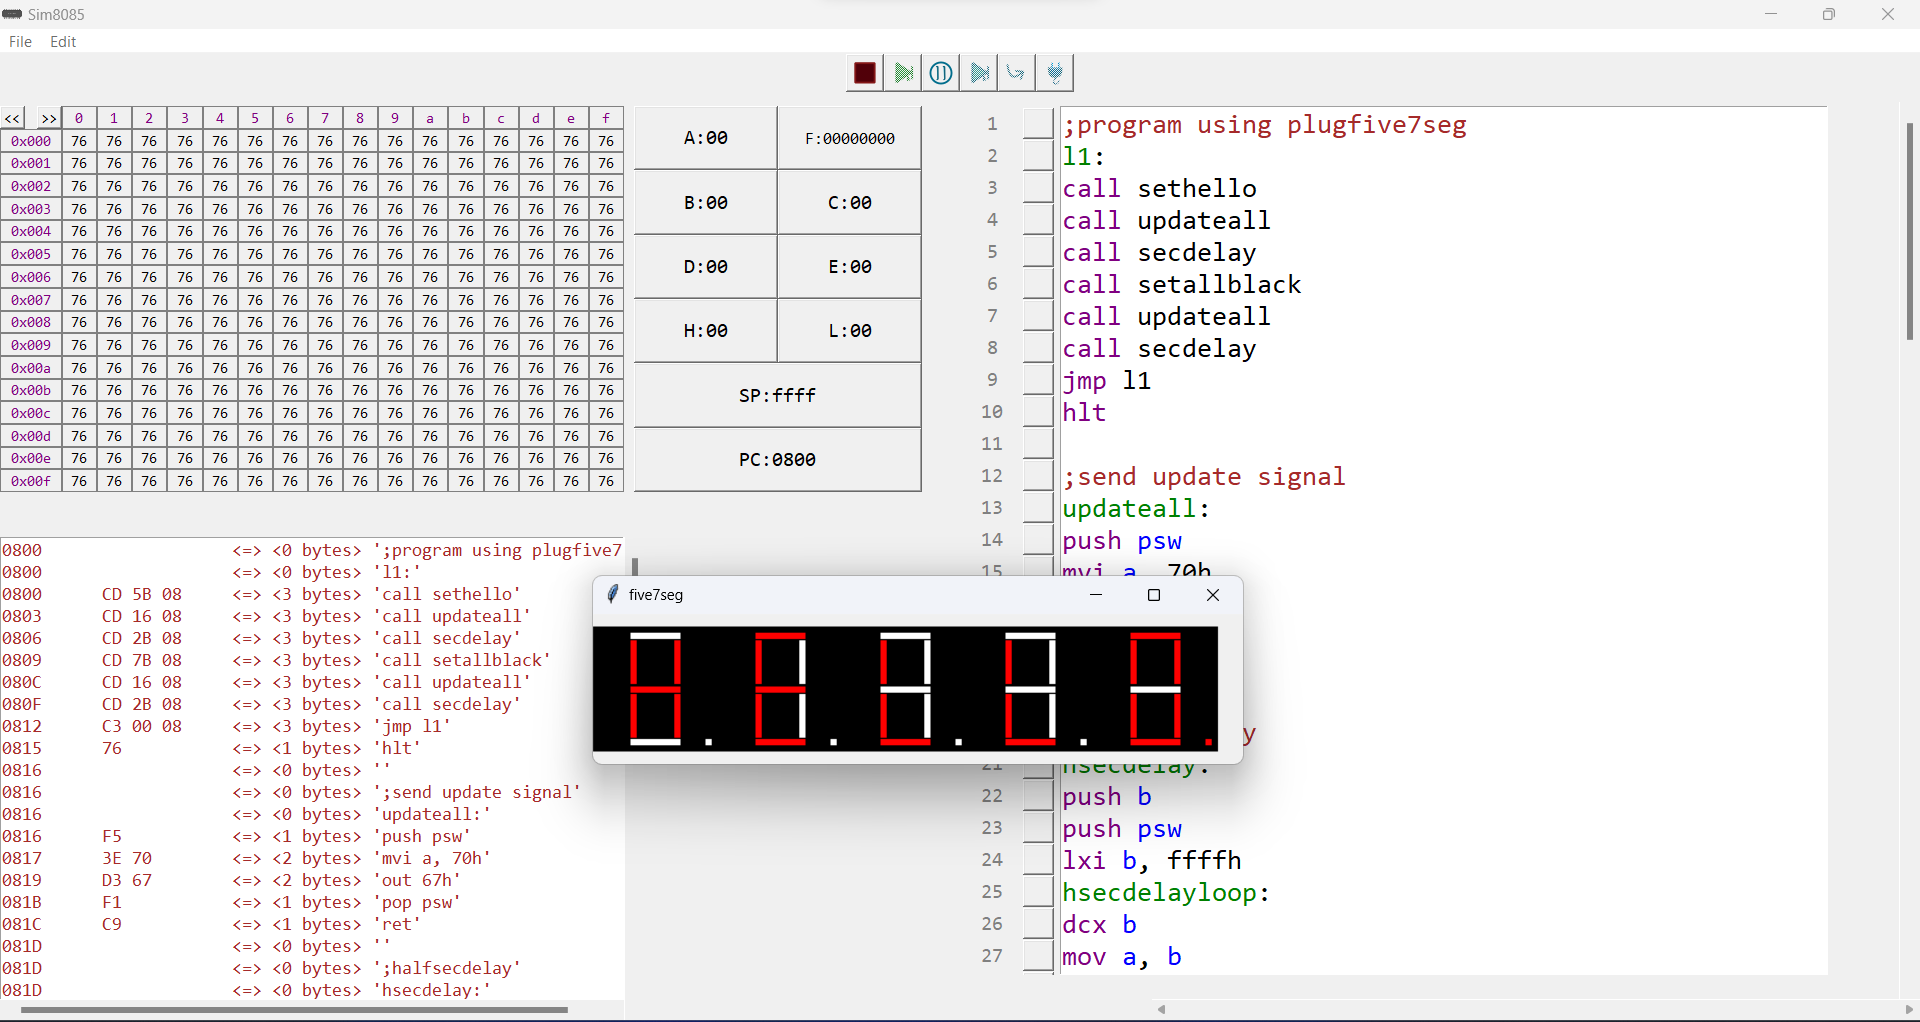 Sim8085
File Edit
<< >> 0 1 2 3 4 5 6 7 8 9 a b c d e f
0x000 76 76 76 76 76 76 76 76 76 76 76 76 76 76 76 76
0x001 76 76 76 76 76 76 76 76 76 76 76 76 76 76 76 76
0x002 76 76 76 76 76 76 76 76 76 76 76 76 76 76 76 76
0x003 76 76 76 76 76 76 76 76 76 76 76 76 76 76 76 76
0x004 76 76 76 76 76 76 76 76 76 76 76 76 76 76 76 76
0x005 76 76 76 76 76 76 76 76 76 76 76 76 76 76 76 76
0x006 76 76 76 76 76 76 76 76 76 76 76 76 76 76 76 76
0x007 76 76 76 76 76 76 76 76 76 76 76 76 76 76 76 76
0x008 76 76 76 76 76 76 76 76 76 76 76 76 76 76 76 76
0x009 76 76 76 76 76 76 76 76 76 76 76 76 76 76 76 76
0x00a 76 76 76 76 76 76 76 76 76 76 76 76 76 76 76 76
0x00b 76 76 76 76 76 76 76 76 76 76 76 76 76 76 76 76
0x00c 76 76 76 76 76 76 76 76 76 76 76 76 76 76 76 76
0x00d 76 76 76 76 76 76 76 76 76 76 76 76 76 76 76 76
0x00e 76 76 76 76 76 76 76 76 76 76 76 76 76 76 76 76
0x00f 76 76 76 76 76 76 76 76 76 76 76 76 76 76 76 76
A:00 F:00000000
B:00 C:00
D:00 E:00
H:00 L:00
SP:ffff
PC:0800
0800 <=> <0 bytes> ';program using plugfive7
0800 <=> <0 bytes> 'l1:'
0800 CD 5B 08 <=> <3 bytes> 'call sethello'
0803 CD 16 08 <=> <3 bytes> 'call updateall'
0806 CD 2B 08 <=> <3 bytes> 'call secdelay'
0809 CD 7B 08 <=> <3 bytes> 'call setallblack'
080C CD 16 08 <=> <3 bytes> 'call updateall'
080F CD 2B 08 <=> <3 bytes> 'call secdelay'
0812 C3 00 08 <=> <3 bytes> 'jmp l1'
0815 76 <=> <1 bytes> 'hlt'
0816 <=> <0 bytes> ''
0816 <=> <0 bytes> ';send update signal'
0816 <=> <0 bytes> 'updateall:'
0816 F5 <=> <1 bytes> 'push psw'
0817 3E 70 <=> <2 bytes> 'mvi a, 70h'
0819 D3 67 <=> <2 bytes> 'out 67h'
081B F1 <=> <1 bytes> 'pop psw'
081C C9 <=> <1 bytes> 'ret'
081D <=> <0 bytes> ''
081D <=> <0 bytes> ';halfsecdelay'
081D <=> <0 bytes> 'hsecdelay:'
five7seg
1 ;program using plugfive7seg
2 l1:
3 call sethello
4 call updateall
5 call secdelay
6 call setallblack
7 call updateall
8 call secdelay
9 jmp l1
10 hlt
11
12 ;send update signal
13 updateall:
14 push psw
15 mvi a, 70h
y
21 hsecdelay:
22 push b
23 push psw
24 lxi b, ffffh
25 hsecdelayloop:
26 dcx b
27 mov a, b